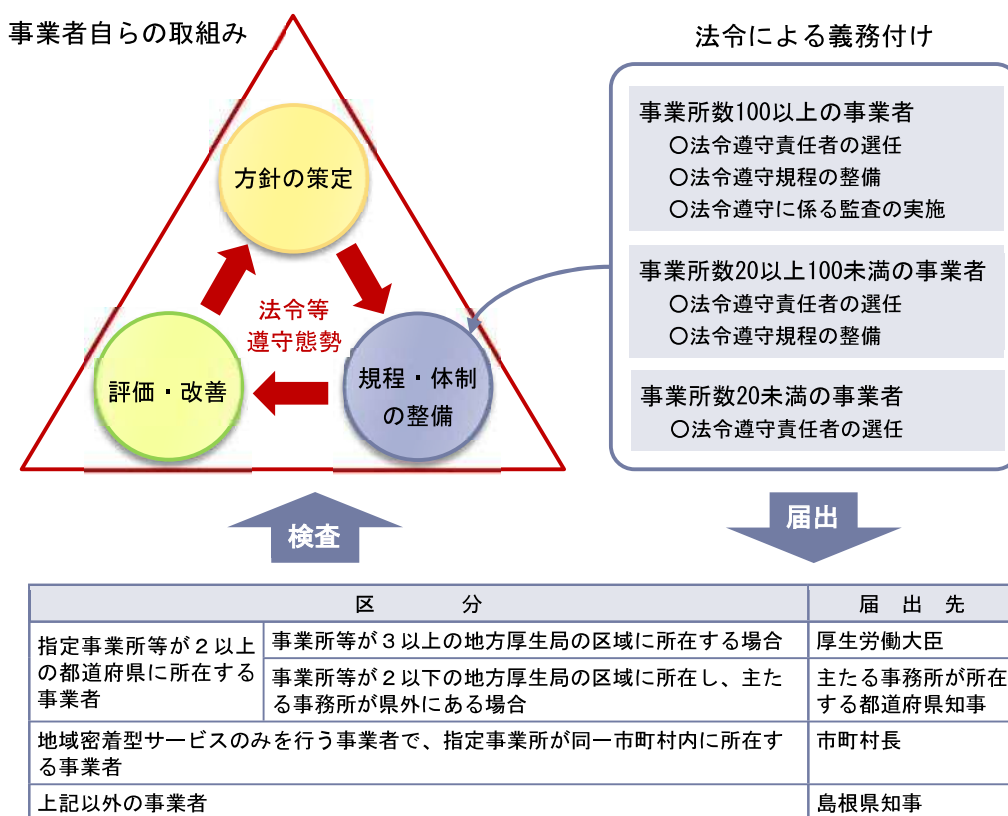 事業者自らの取組み
方針の策定
法令等
遵守態勢
評価・改善
規程・体制
の整備
法令による義務付け
事業所数100以上の事業者
○法令遵守責任者の選任
○法令遵守規程の整備
○法令遵守に係る監査の実施
事業所数20以上100未満の事業者
○法令遵守責任者の選任
○法令遵守規程の整備
事業所数20未満の事業者
○法令遵守責任者の選任
検査
届出
区 分
届 出 先
指定事業所等が2以上
の都道府県に所在する
事業者
事業所等が3以上の地方厚生局の区域に所在する場合
厚生労働大臣
事業所等が2以下の地方厚生局の区域に所在し、主た
る事務所が県外にある場合
主たる事務所が所在
する都道府県知事
地域密着型サービスのみを行う事業者で、指定事業所が同一市町村内に所在す
る事業者
市町村長
上記以外の事業者
島根県知事